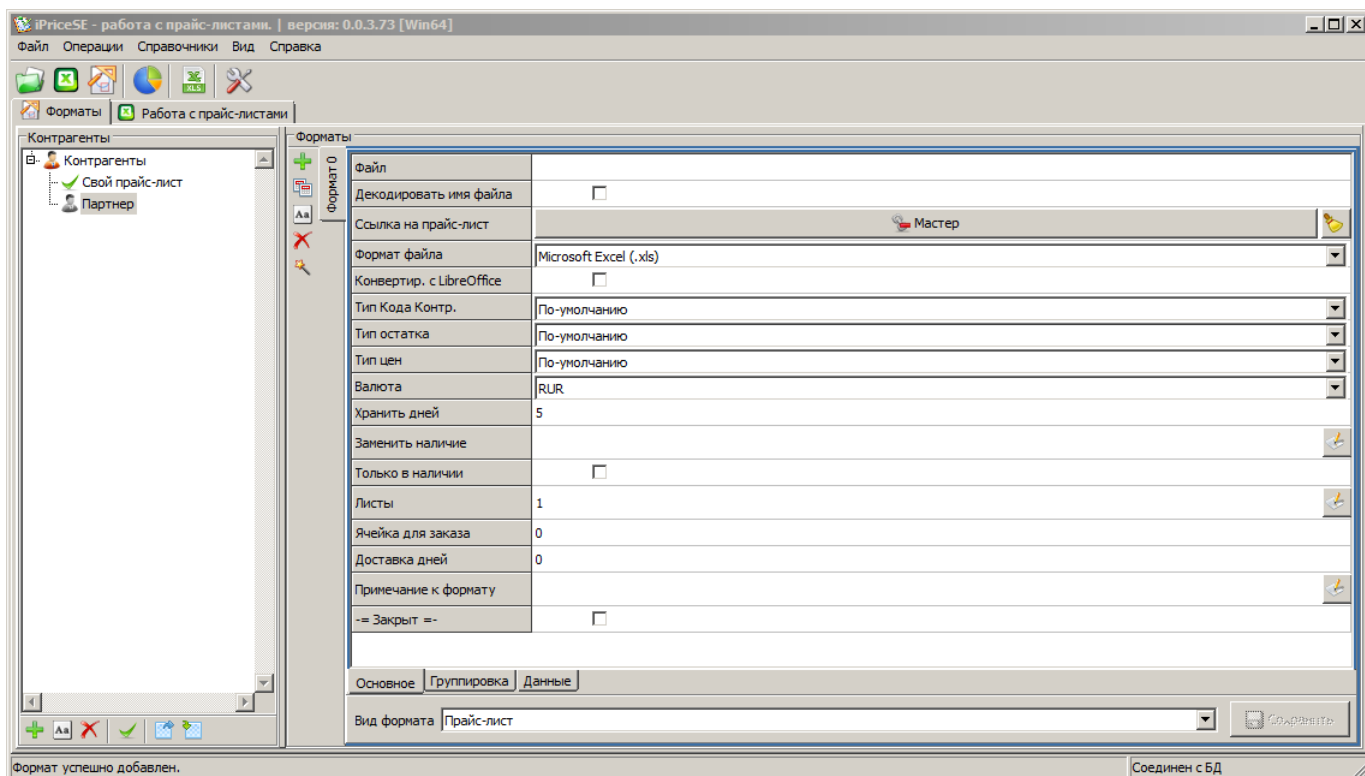 iPriceSE - работа с прайс-листами. | версия: 0.0.3.73 [Win64]
Файл Операции Справочники Вид Справка
XLS
Форматы Работа с прайс-листами
Контрагенты
Контрагенты
Свой прайс-лист
Партнер
Форматы
Формат 0
Aa
Файл
Декодировать имя файла
Ссылка на прайс-лист Мастер
Формат файла Microsoft Excel (.xls)
Конвертир. с LibreOffice
Тип Кода Контр. По-умолчанию
Тип остатка По-умолчанию
Тип цен По-умолчанию
Валюта RUR
Хранить дней 5
Заменить наличие
Только в наличии
Листы 1
Ячейка для заказа 0
Доставка дней 0
Примечание к формату
-= Закрыт =-
Основное Группировка Данные
Aa
Вид формата Прайс-лист Сохранить
Формат успешно добавлен. Соединен с БД